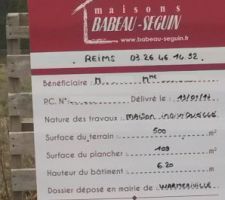 maisons
BABEAU-SEGUIN
www.babeau-seguin.fr
REIMS 03.26.46.14.52
Bénéficiaire : M Mme
P.C. N° Délivré le : 13/01/14
Nature des travaux : MAISON INDIVIDUELLE
Surface du terrain : 500 m²
Surface du plancher : 109 m²
Hauteur du bâtiment : 6.20 m
Dossier déposé en mairie de WARMERIVILLE